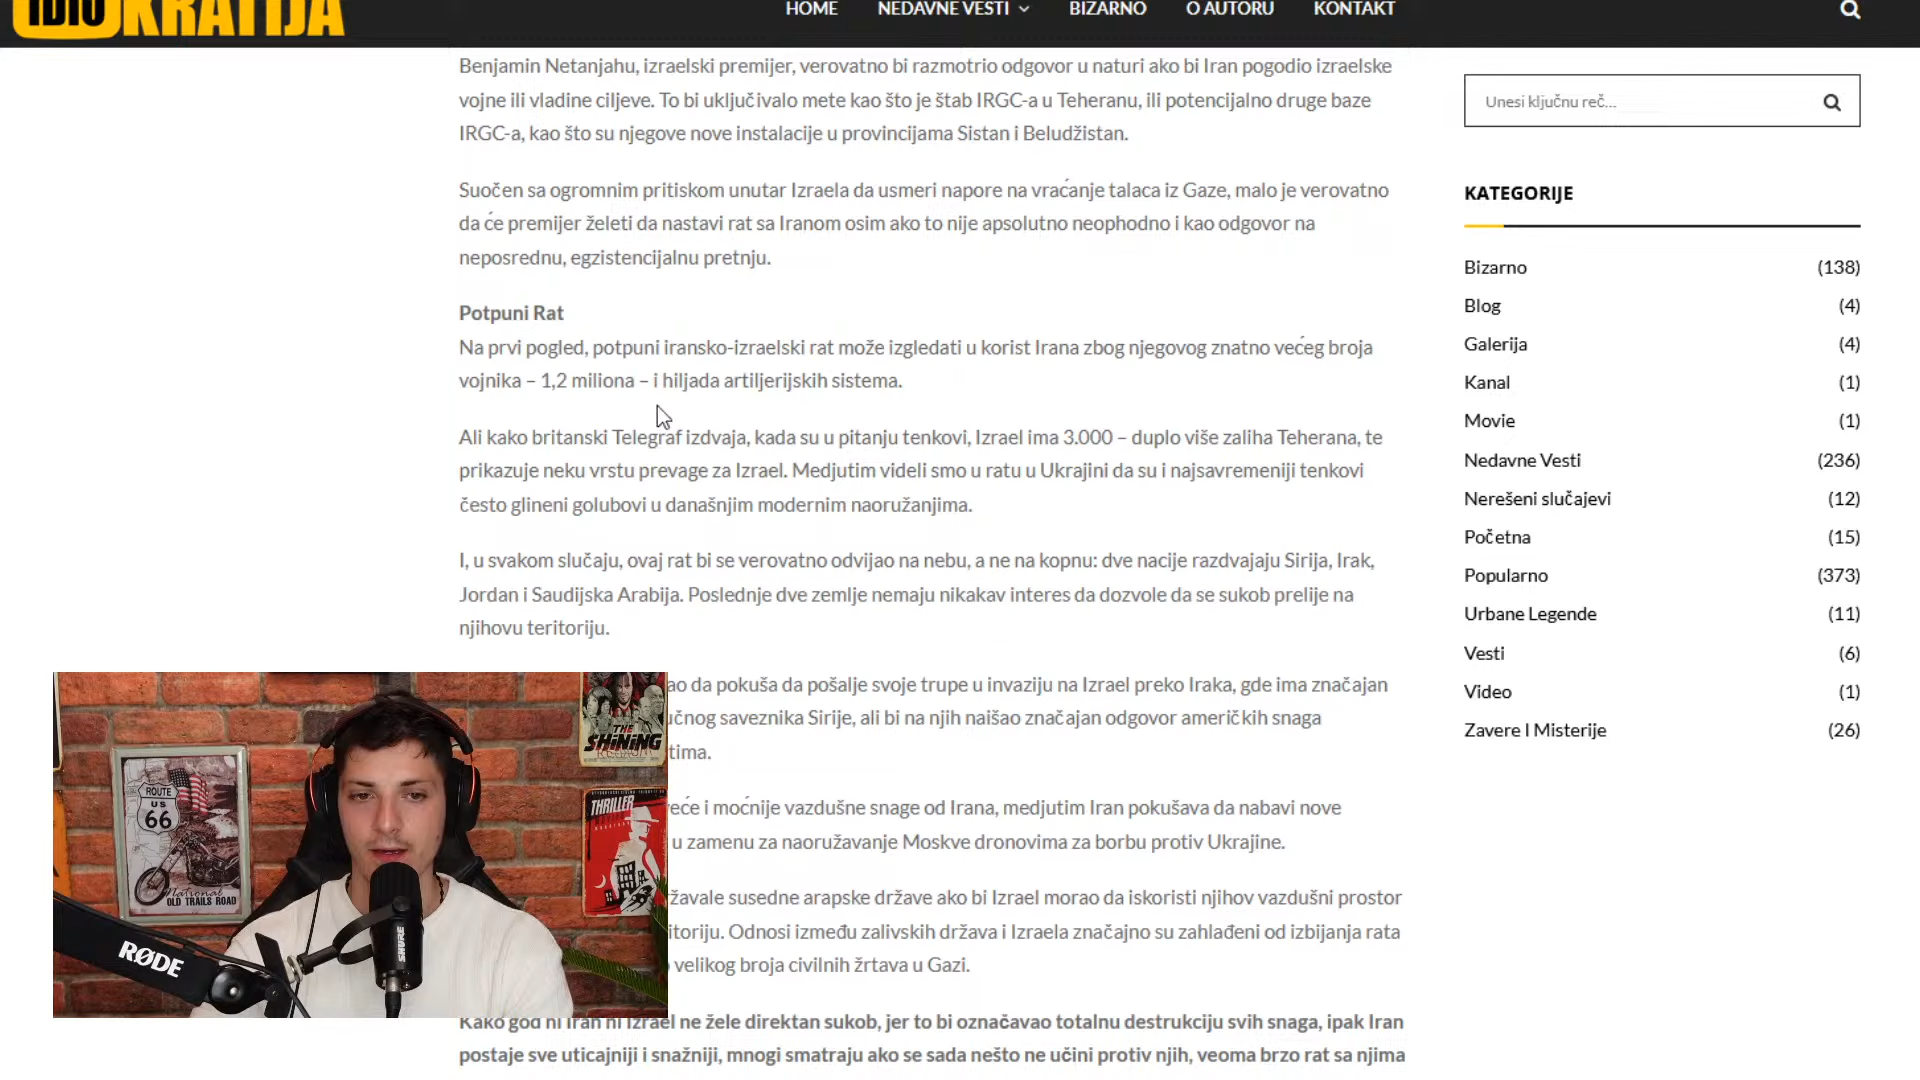 IDIO
KRATIJA
HOME NEDAVNE VESTI BIZARNO O AUTORU KONTAKT
Benjamin Netanjahu, izraelski premijer, verovatno bi razmotrio odgovor u naturi ako bi Iran pogodio izraelske
vojne ili vladine ciljeve. To bi uključivalo mete kao što je štab IRGC-a u Teheranu, ili potencijalno druge baze
IRGC-a, kao što su njegove nove instalacije u provincijama Sistan i Beludžistan.
Suočen sa ogromnim pritiskom unutar Izraela da usmeri napore na vraćanje talaca iz Gaze, malo je verovatno
da će premijer želeti da nastavi rat sa Iranom osim ako to nije apsolutno neophodno i kao odgovor na
neposrednu, egzistencijalnu pretnju.
Potpuni Rat
Na prvi pogled, potpuni iransko-izraelski rat može izgledati u korist Irana zbog njegovog znatno većeg broja
vojnika – 1,2 miliona – i hiljada artiljerijskih sistema.
Ali kako britanski Telegraf izdvaja, kada su u pitanju tenkovi, Izrael ima 3.000 – duplo više zaliha Teherana, te
prikazuje neku vrstu prevage za Izrael. Medjutim videli smo u ratu u Ukrajini da su i najsavremeniji tenkovi
često glineni golubovi u današnjim modernim naoružanjima.
I, u svakom slučaju, ovaj rat bi se verovatno odvijao na nebu, a ne na kopnu: dve nacije razdvajaju Sirija, Irak,
Jordan i Saudijska Arabija. Poslednje dve zemlje nemaju nikakav interes da dozvole da se sukob prelije na
njihovu teritoriju.
ao da pokuša da pošalje svoje trupe u invaziju na Izrael preko Iraka, gde ima značajan
učnog saveznika Sirije, ali bi na njih naišao značajan odgovor američkih snaga
tima.
eće i moćnije vazdušne snage od Irana, medjutim Iran pokušava da nabavi nove
u zamenu za naoružavanje Moskve dronovima za borbu protiv Ukrajine.
žavale susedne arapske države ako bi Izrael morao da iskoristi njihov vazdušni prostor
itoriju. Odnosi između zalivskih država i Izraela značajno su zahlađeni od izbijanja rata
velikog broja civilnih žrtava u Gazi.
Kako god ni Iran ni Izrael ne žele direktan sukob, jer to bi označavao totalnu destrukciju svih snaga, ipak Iran
postaje sve uticajniji i snažniji, mnogi smatraju ako se sada nešto ne učini protiv njih, veoma brzo rat sa njima
Unesi ključnu reč...
KATEGORIJE
Bizarno (138)
Blog (4)
Galerija (4)
Kanal (1)
Movie (1)
Nedavne Vesti (236)
Nerešeni slučajevi (12)
Početna (15)
Popularno (373)
Urbane Legende (11)
Vesti (6)
Video (1)
Zavere I Misterije (26)
THE
SHiNiNG
ROUTE
US
66
National
OLD TRAILS ROAD
THRILLER
RØDE
SHURE